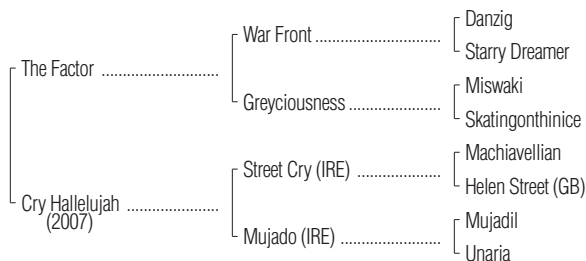 Danzig
War Front
Starry Dreamer
The Factor
Miswaki
Greyciousness
Skatingonthinice
Machiavellian
Street Cry (IRE)
Helen Street (GB)
Cry Hallelujah
(2007)
Mujadil
Mujado (IRE)
Unaria